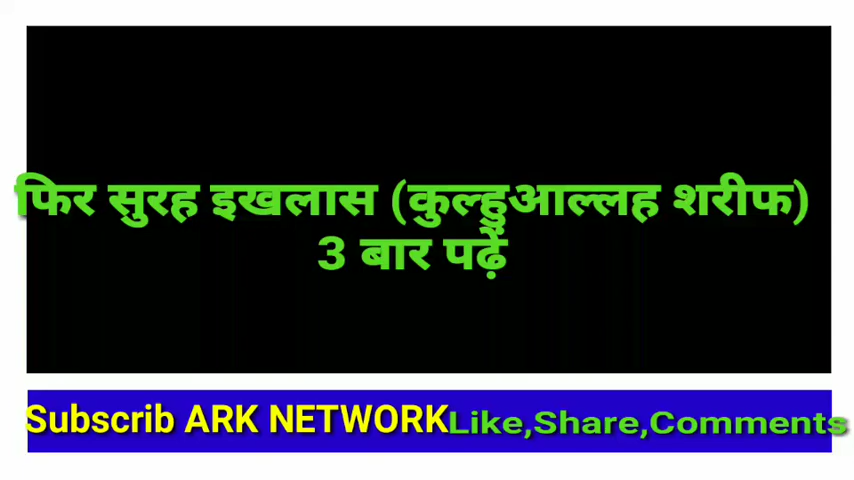 फिर सुरह इखलास (कुल्हुआल्लह शरीफ)
3 बार पढ़ें
Subscrib ARK NETWORK Like,Share,Comments